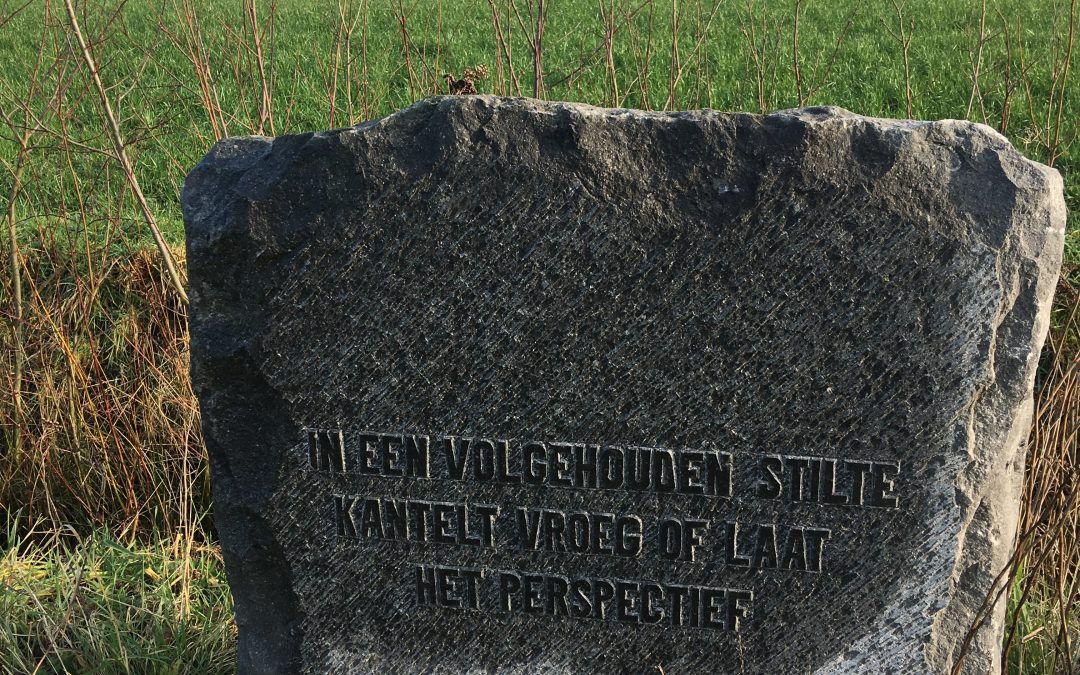 IN EEN VOLGEHOUDEN STILTE
KANTELT VROEG OF LAAT
HET PERSPECTIEF